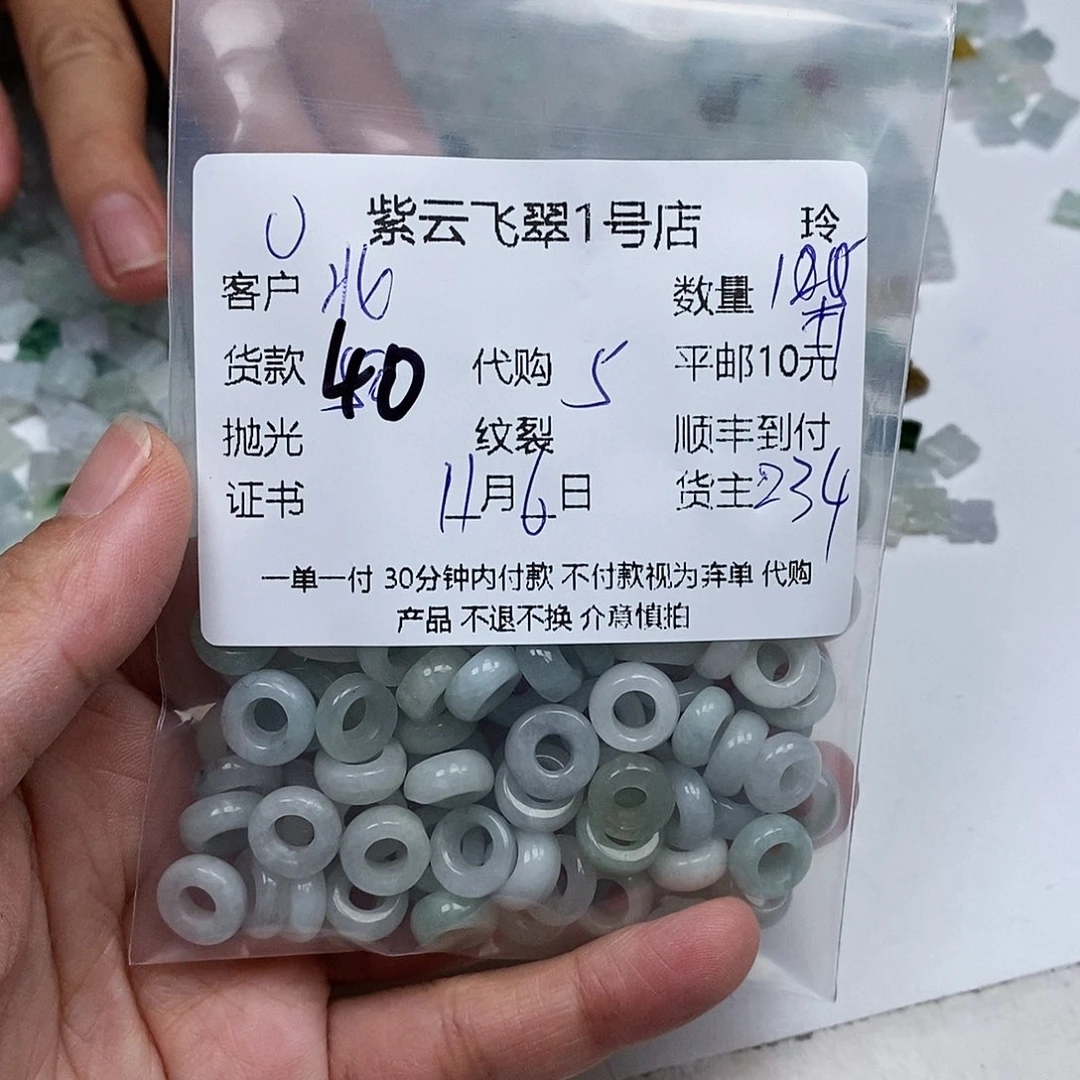 紫云飞翠1号店 玲
客户 数量
货款 40 代购 5 平邮10元
抛光 纹裂 顺丰到付
证书 11月6日 货主234
一单一付 30分钟内付款 不付款视为弃单 代购
产品 不退不换 介意慎拍